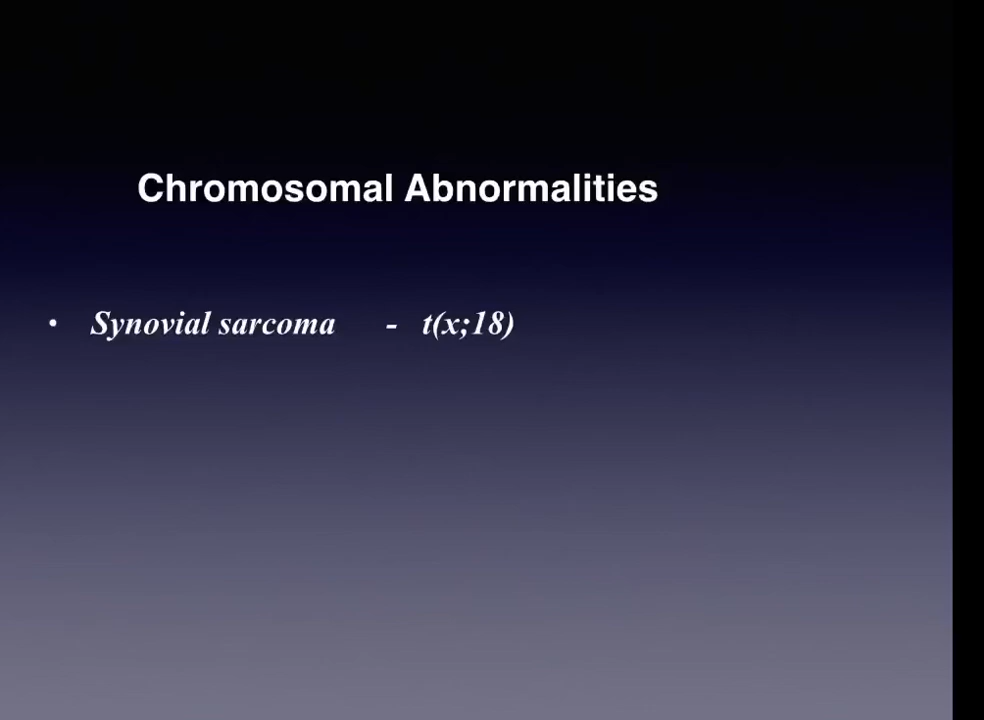 Chromosomal Abnormalities
• Synovial sarcoma - t(x;18)